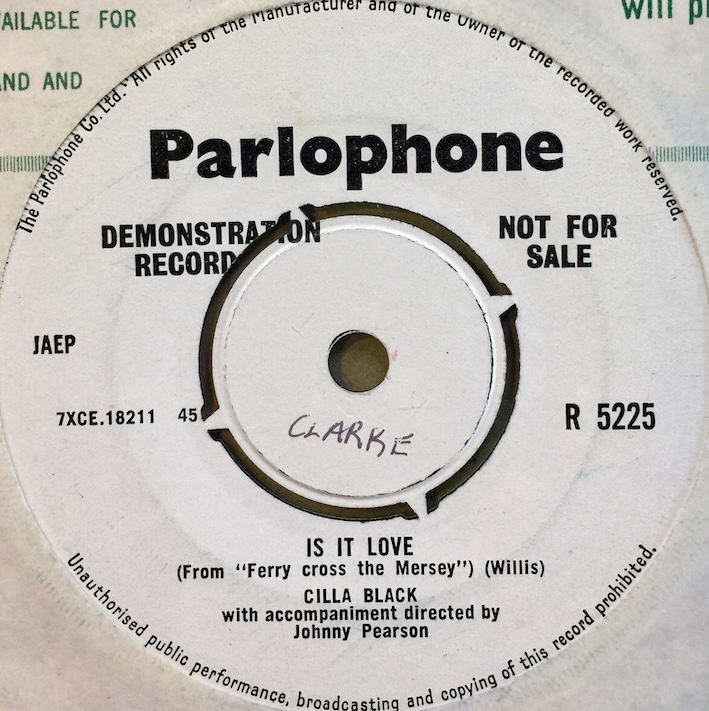 AILABLE FOR
AND AND
will p
The Parlophone Co. Ltd. · All rights of the Manufacturer and of the Owner of the recorded work reserved.
Parlophone
DEMONSTRATION
RECORD
NOT FOR
SALE
JAEP
7XCE.18211 45
R 5225
CLARKE
IS IT LOVE
(From "Ferry cross the Mersey") (Willis)
CILLA BLACK
with accompaniment directed by
Johnny Pearson
Unauthorised public performance, broadcasting and copying of this record prohibited.